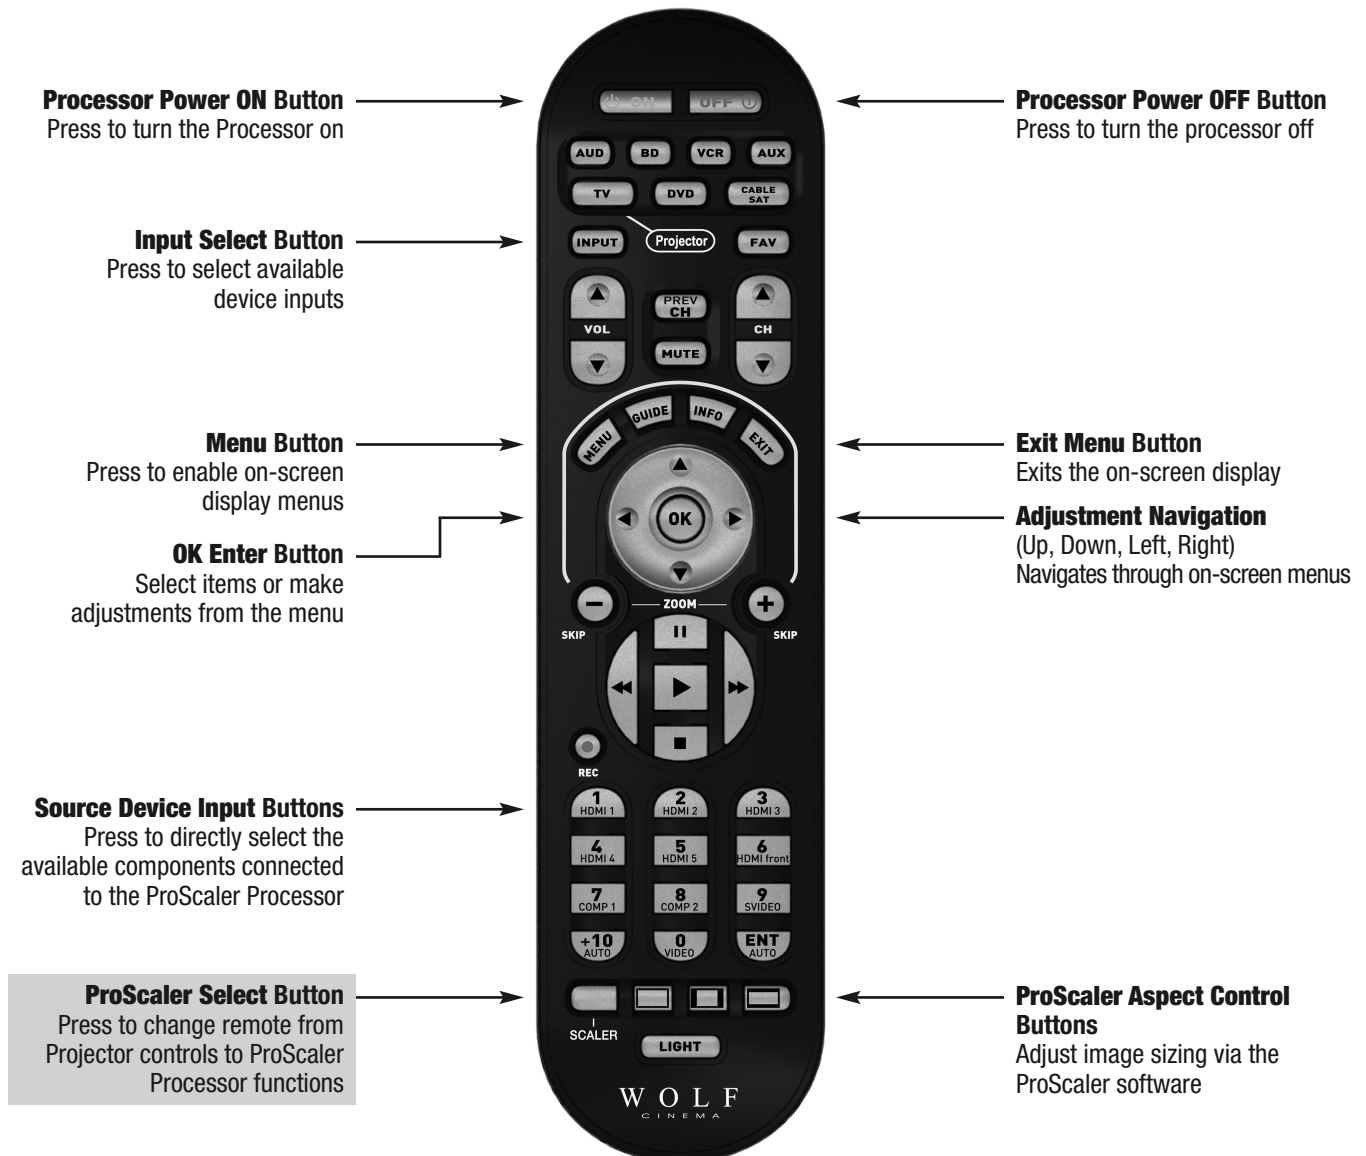 Processor Power ON Button
Press to turn the Processor on
Processor Power OFF Button
Press to turn the processor off
Input Select Button
Press to select available
device inputs
Menu Button
Press to enable on-screen
display menus
OK Enter Button
Select items or make
adjustments from the menu
Exit Menu Button
Exits the on-screen display
Adjustment Navigation
(Up, Down, Left, Right)
Navigates through on-screen menus
Source Device Input Buttons
Press to directly select the
available components connected
to the ProScaler Processor
ProScaler Select Button
Press to change remote from
Projector controls to ProScaler
Processor functions
ProScaler Aspect Control
Buttons
Adjust image sizing via the
ProScaler software
ON OFF
AUD BD VCR AUX
TV DVD CABLE
SAT
INPUT Projector FAV
PREV
CH
VOL CH
MUTE
MENU GUIDE INFO EXIT
OK
ZOOM
SKIP SKIP
REC
1 2 3
HDMI 1 HDMI 2 HDMI 3
4 5 6
HDMI 4 HDMI 5 HDMI front
7 8 9
COMP 1 COMP 2 SVIDEO
+10 0 ENT
AUTO VIDEO AUTO
SCALER
LIGHT
WOLF
CINEMA